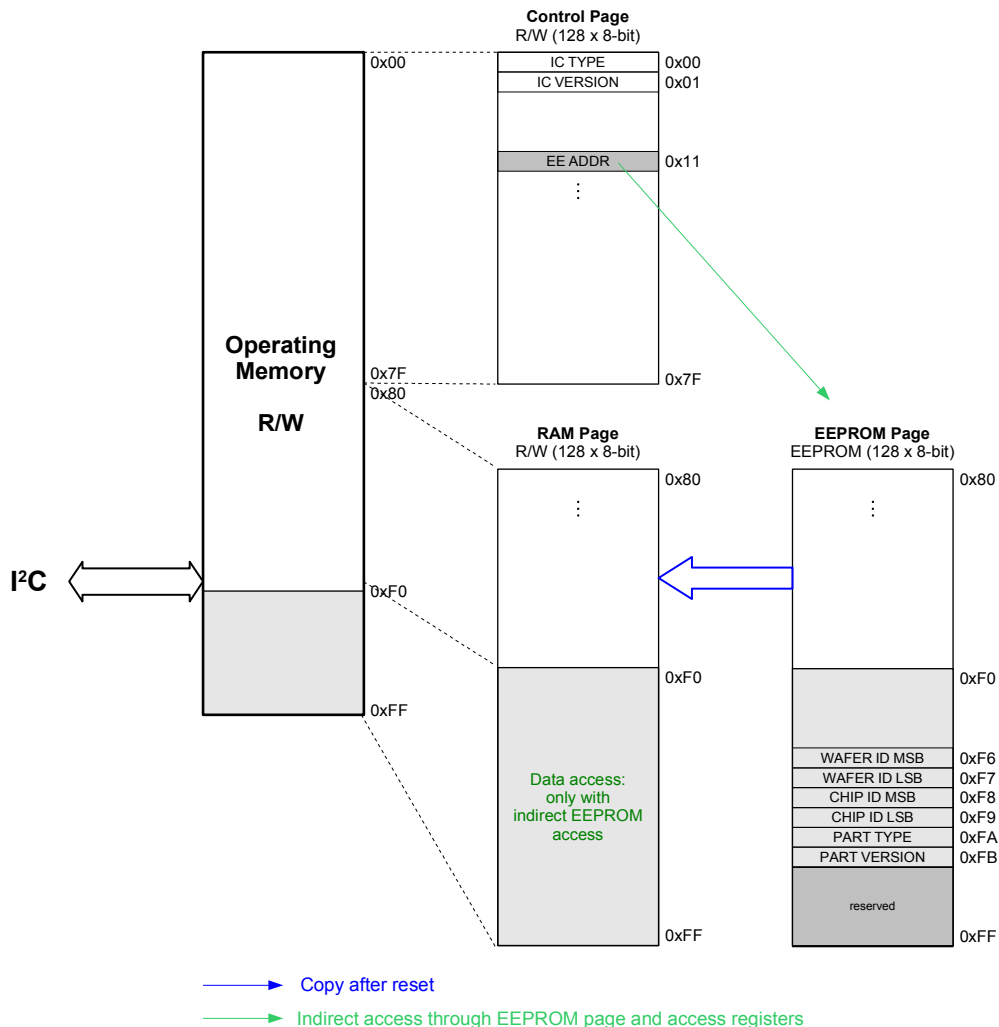 Control Page
R/W (128 x 8-bit)
0x00
IC TYPE
0x00
IC VERSION
0x01
EE ADDR
0x11
⋮
Operating
Memory
R/W
0x7F
0x80
0x7F
RAM Page
R/W (128 x 8-bit)
EEPROM Page
EEPROM (128 x 8-bit)
0x80
0x80
⋮
⋮
I²C
0xF0
0xF0
0xF0
0xFF
Data access:
only with
indirect EEPROM
access
WAFER ID MSB
0xF6
WAFER ID LSB
0xF7
CHIP ID MSB
0xF8
CHIP ID LSB
0xF9
PART TYPE
0xFA
PART VERSION
0xFB
reserved
0xFF
0xFF
Copy after reset
Indirect access through EEPROM page and access registers